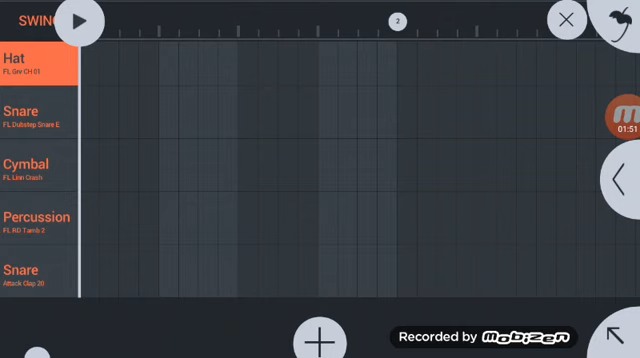 SWING
2
Hat
FL Grv CH 01
Snare
FL Dubstep Snare E
01:51
Cymbal
FL Linn Crash
Percussion
FL RD Tamb 2
Snare
Attack Clap 20
Recorded by mobizen